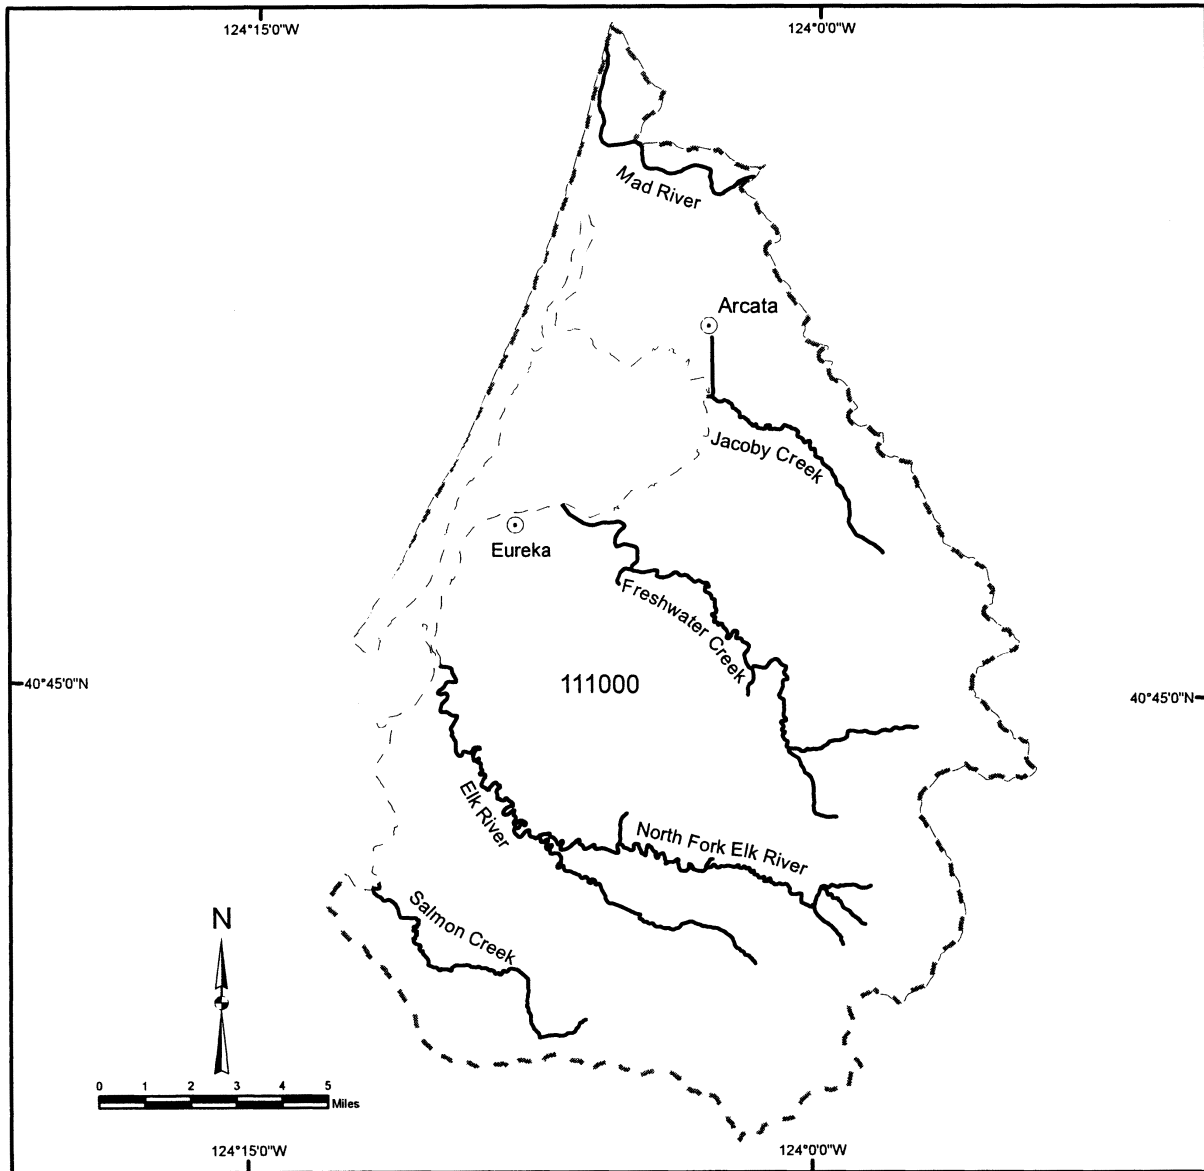 124°15'0"W
124°0'0"W
Mad River
Arcata
Jacoby Creek
Eureka
Freshwater Creek
40°45'0"N
111000
40°45'0"N
Elk River
North Fork Elk River
Salmon Creek
N
0 1 2 3 4 5
Miles
124°15'0"W
124°0'0"W